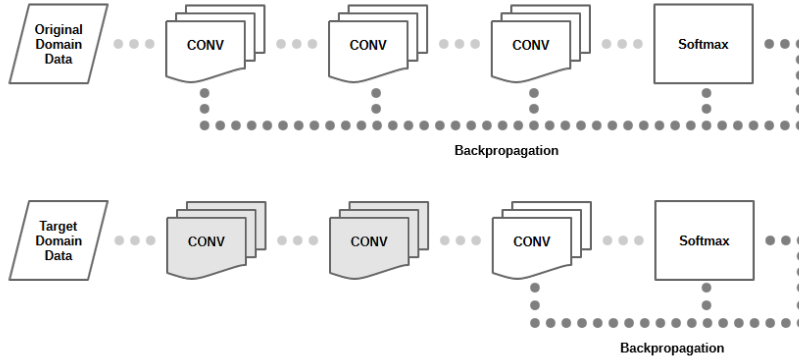 Original
Domain
Data
CONV
CONV
CONV
Softmax
Backpropagation
Target
Domain
Data
CONV
CONV
CONV
Softmax
Backpropagation